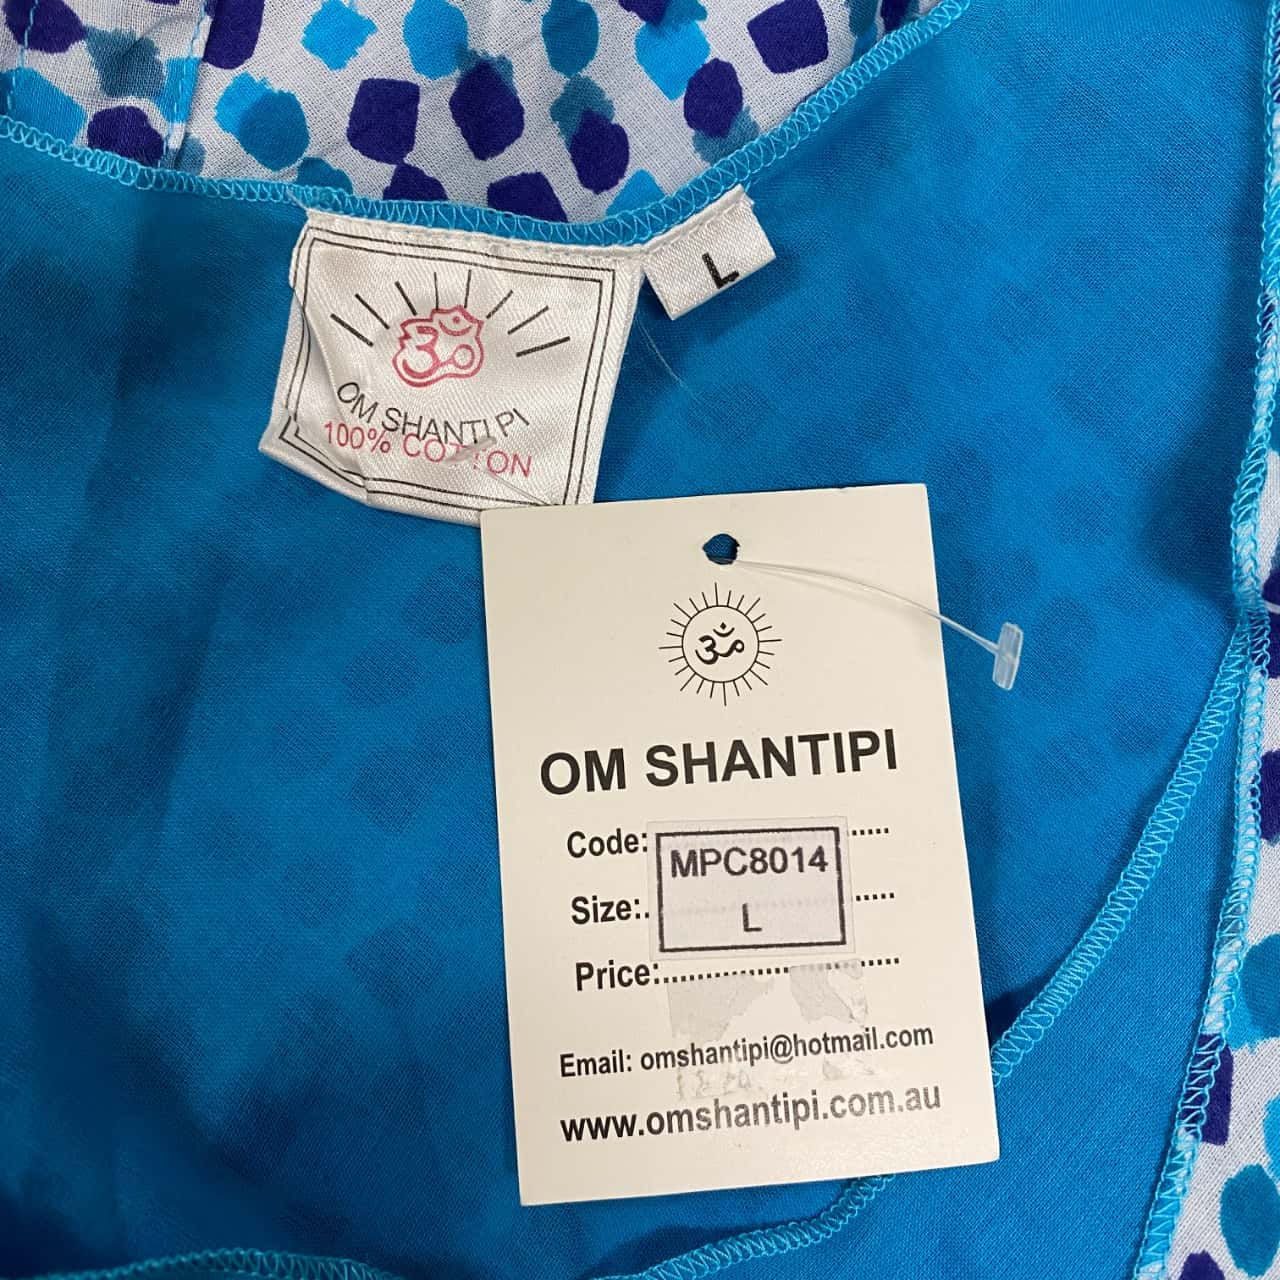 ॐ
OM SHANTI PI
100% COTTON
L
ॐ
OM SHANTIPI
Code:
MPC8014
Size:.
L
Price:
Email: omshantipi@hotmail.com
www.omshantipi.com.au